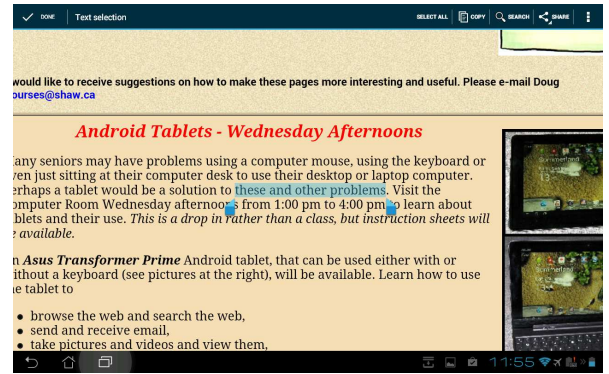 DONE Text selection SELECT ALL COPY SEARCH SHARE
would like to receive suggestions on how to make these pages more interesting and useful. Please e-mail Doug
ourses@shaw.ca
Android Tablets - Wednesday Afternoons
any seniors may have problems using a computer mouse, using the keyboard or
ven just sitting at their computer desk to use their desktop or laptop computer.
erhaps a tablet would be a solution to these and other problems. Visit the
omputer Room Wednesday afternoons from 1:00 pm to 4:00 pm to learn about
ablets and their use. This is a drop in rather than a class, but instruction sheets will
e available.
n Asus Transformer Prime Android tablet, that can be used either with or
ithout a keyboard (see pictures at the right), will be available. Learn how to use
he tablet to
• browse the web and search the web,
• send and receive email,
• take pictures and videos and view them,
Summerland
Summerland
11:55